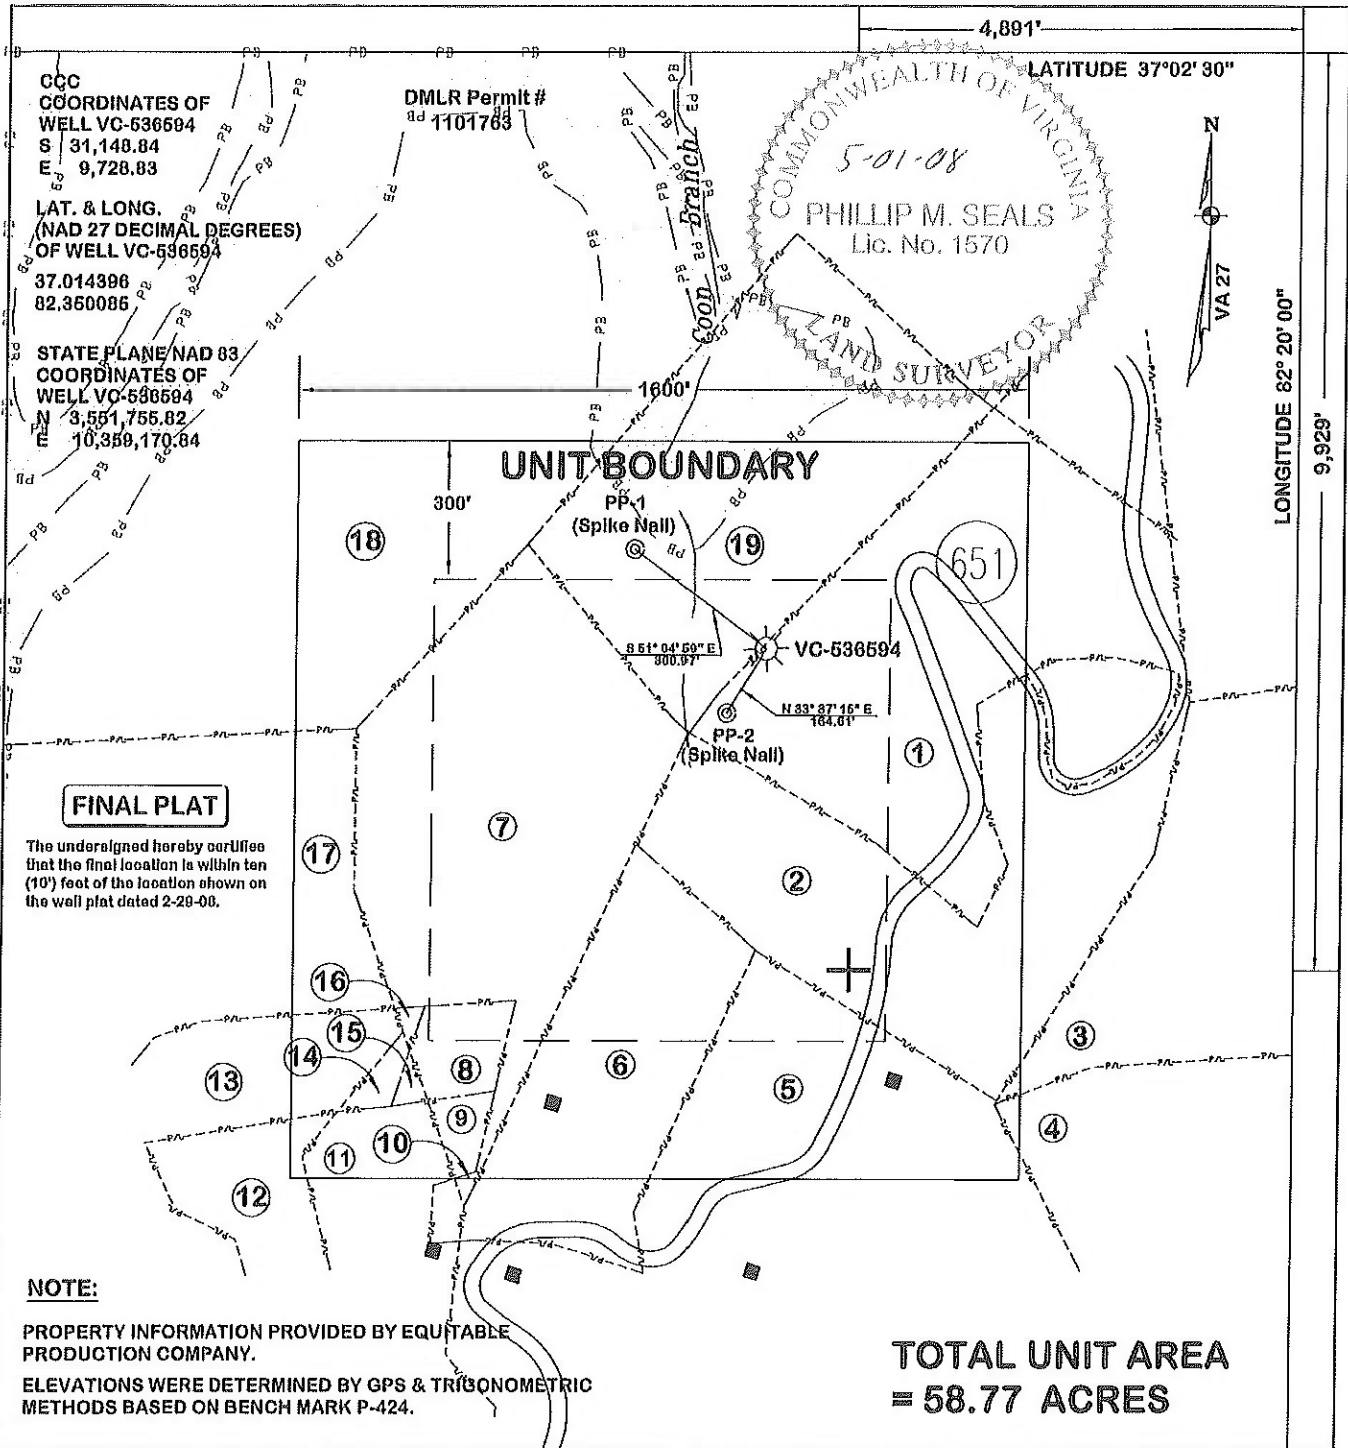 4,891'
LATITUDE 37°02'30"
CCC
COORDINATES OF
WELL VC-536594
S 31,148.84
E 9,728.83
LAT. & LONG.
(NAD 27 DECIMAL DEGREES)
OF WELL VC-536594
37.014396
82.350085
STATE PLANE NAD 83
COORDINATES OF
WELL VC-536594
N 3,551,755.82
E 10,359,170.84
DMLR Permit #
1101763
Coon Branch
COMMONWEALTH OF VIRGINIA
5-01-08
PHILLIP M. SEALS
Lic. No. 1570
LAND SURVEYOR
N
VA 27
LONGITUDE 82° 20' 00"
9,929'
1600'
UNIT BOUNDARY
300'
PP-1
(Spike Nail)
18
19
651
S 51° 04' 59" E
300.97'
VC-536594
N 33° 37' 15" E
164.61'
PP-2
(Spike Nail)
1
FINAL PLAT
The undersigned hereby certifies
that the final location is within ten
(10') feet of the location shown on
the well plat dated 2-29-08.
7
17
2
16
15
14
13
8
6
5
3
9
10
11
12
4
NOTE:
PROPERTY INFORMATION PROVIDED BY EQUITABLE
PRODUCTION COMPANY.
ELEVATIONS WERE DETERMINED BY GPS & TRIGONOMETRIC
METHODS BASED ON BENCH MARK P-424.
TOTAL UNIT AREA
= 58.77 ACRES